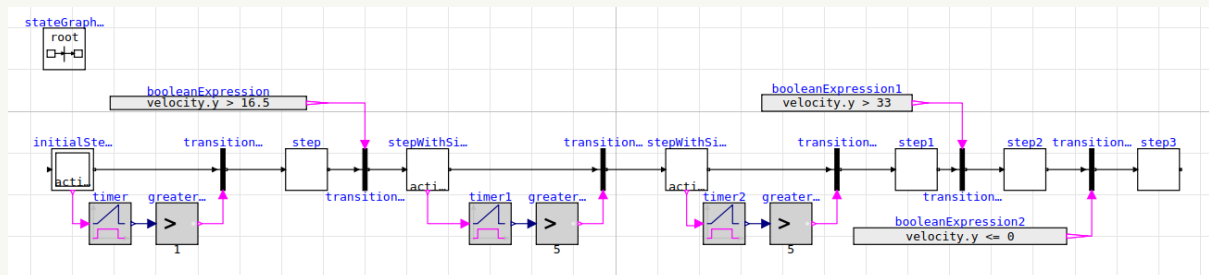 stateGraph…
root
booleanExpression
velocity.y > 16.5
booleanExpression1
velocity.y > 33
initialSte…
transition…
step
stepWithSi…
transition…
stepWithSi…
transition…
step1
step2
transition…
step3
acti…
acti…
acti…
timer
greater…
transition…
timer1
greater…
timer2
greater…
transition…
>
>
>
booleanExpression2
velocity.y <= 0
1
5
5